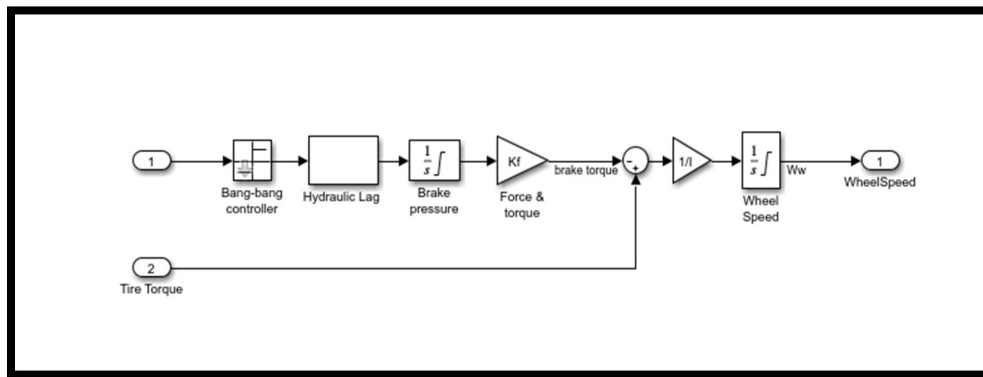 1
Bang-bang
controller
Hydraulic Lag
1
s
Brake
pressure
Kf
Force &
torque
brake torque
-
+
1/I
1
s
Wheel
Speed
Ww
1
WheelSpeed
2
Tire Torque